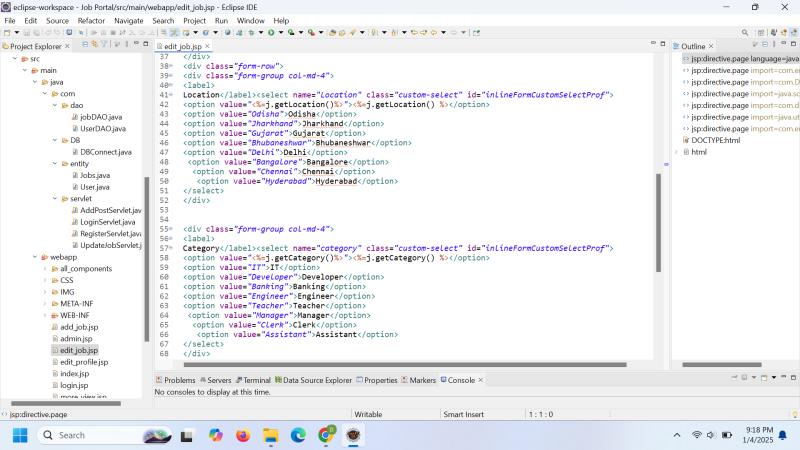 eclipse-workspace - Job Portal/src/main/webapp/edit_job.jsp - Eclipse IDE
File Edit Source Refactor Navigate Search Project Run Window Help
Project Explorer
src
main
java
com
dao
jobDAO.java
UserDAO.java
DB
DBConnect.java
entity
Jobs.java
User.java
servlet
AddPostServlet.java
LoginServlet.java
RegisterServlet.java
UpdateJobServlet.j
webapp
all_components
CSS
IMG
META-INF
WEB-INF
add_job.jsp
admin.jsp
edit_job.jsp
edit_profile.jsp
index.jsp
login.jsp
edit_job.jsp
37 </div>
38 <div class="form-row">
39 <div class="form-group col-md-4">
40 <label>
41 Location</label><select name="Location" class="custom-select" id="inlineFormCustomSelectProf">
42 <option value="<%=j.getLocation()%>"><%=j.getLocation() %></option>
43 <option value="Odisha">Odisha</option>
44 <option value="Jharkhand">Jharkhand</option>
45 <option value="Gujarat">Gujarat</option>
46 <option value="Bhubaneshwar">Bhubaneshwar</option>
47 <option value="Delhi">Delhi</option>
48 <option value="Bangalore">Bangalore</option>
49 <option value="Chennai">Chennai</option>
50 <option value="Hyderabad">Hyderabad</option>
51 </select>
52 </div>
53
54
55 <div class="form-group col-md-4">
56 <label>
57 Category</label><select name="category" class="custom-select" id="inlineFormCustomSelectProf">
58 <option value="<%=j.getCategory()%>"><%=j.getCategory() %></option>
59 <option value="IT">IT</option>
60 <option value="Developer">Developer</option>
61 <option value="Banking">Banking</option>
62 <option value="Engineer">Engineer</option>
63 <option value="Teacher">Teacher</option>
64 <option value="Manager">Manager</option>
65 <option value="Clerk">Clerk</option>
66 <option value="Assistant">Assistant</option>
67 </select>
68 </div>
Outline
jsp:directive.page language=java
jsp:directive.page import=com.e
jsp:directive.page import=com.D
jsp:directive.page import=java.sq
jsp:directive.page import=com.d
jsp:directive.page import=java.ut
jsp:directive.page import=com.e
DOCTYPE:html
html
Problems Servers Terminal Data Source Explorer Properties Markers Console
No consoles to display at this time.
jsp:directive.page Writable Smart Insert 1 : 1 : 0
Search
9:18 PM
1/4/2025